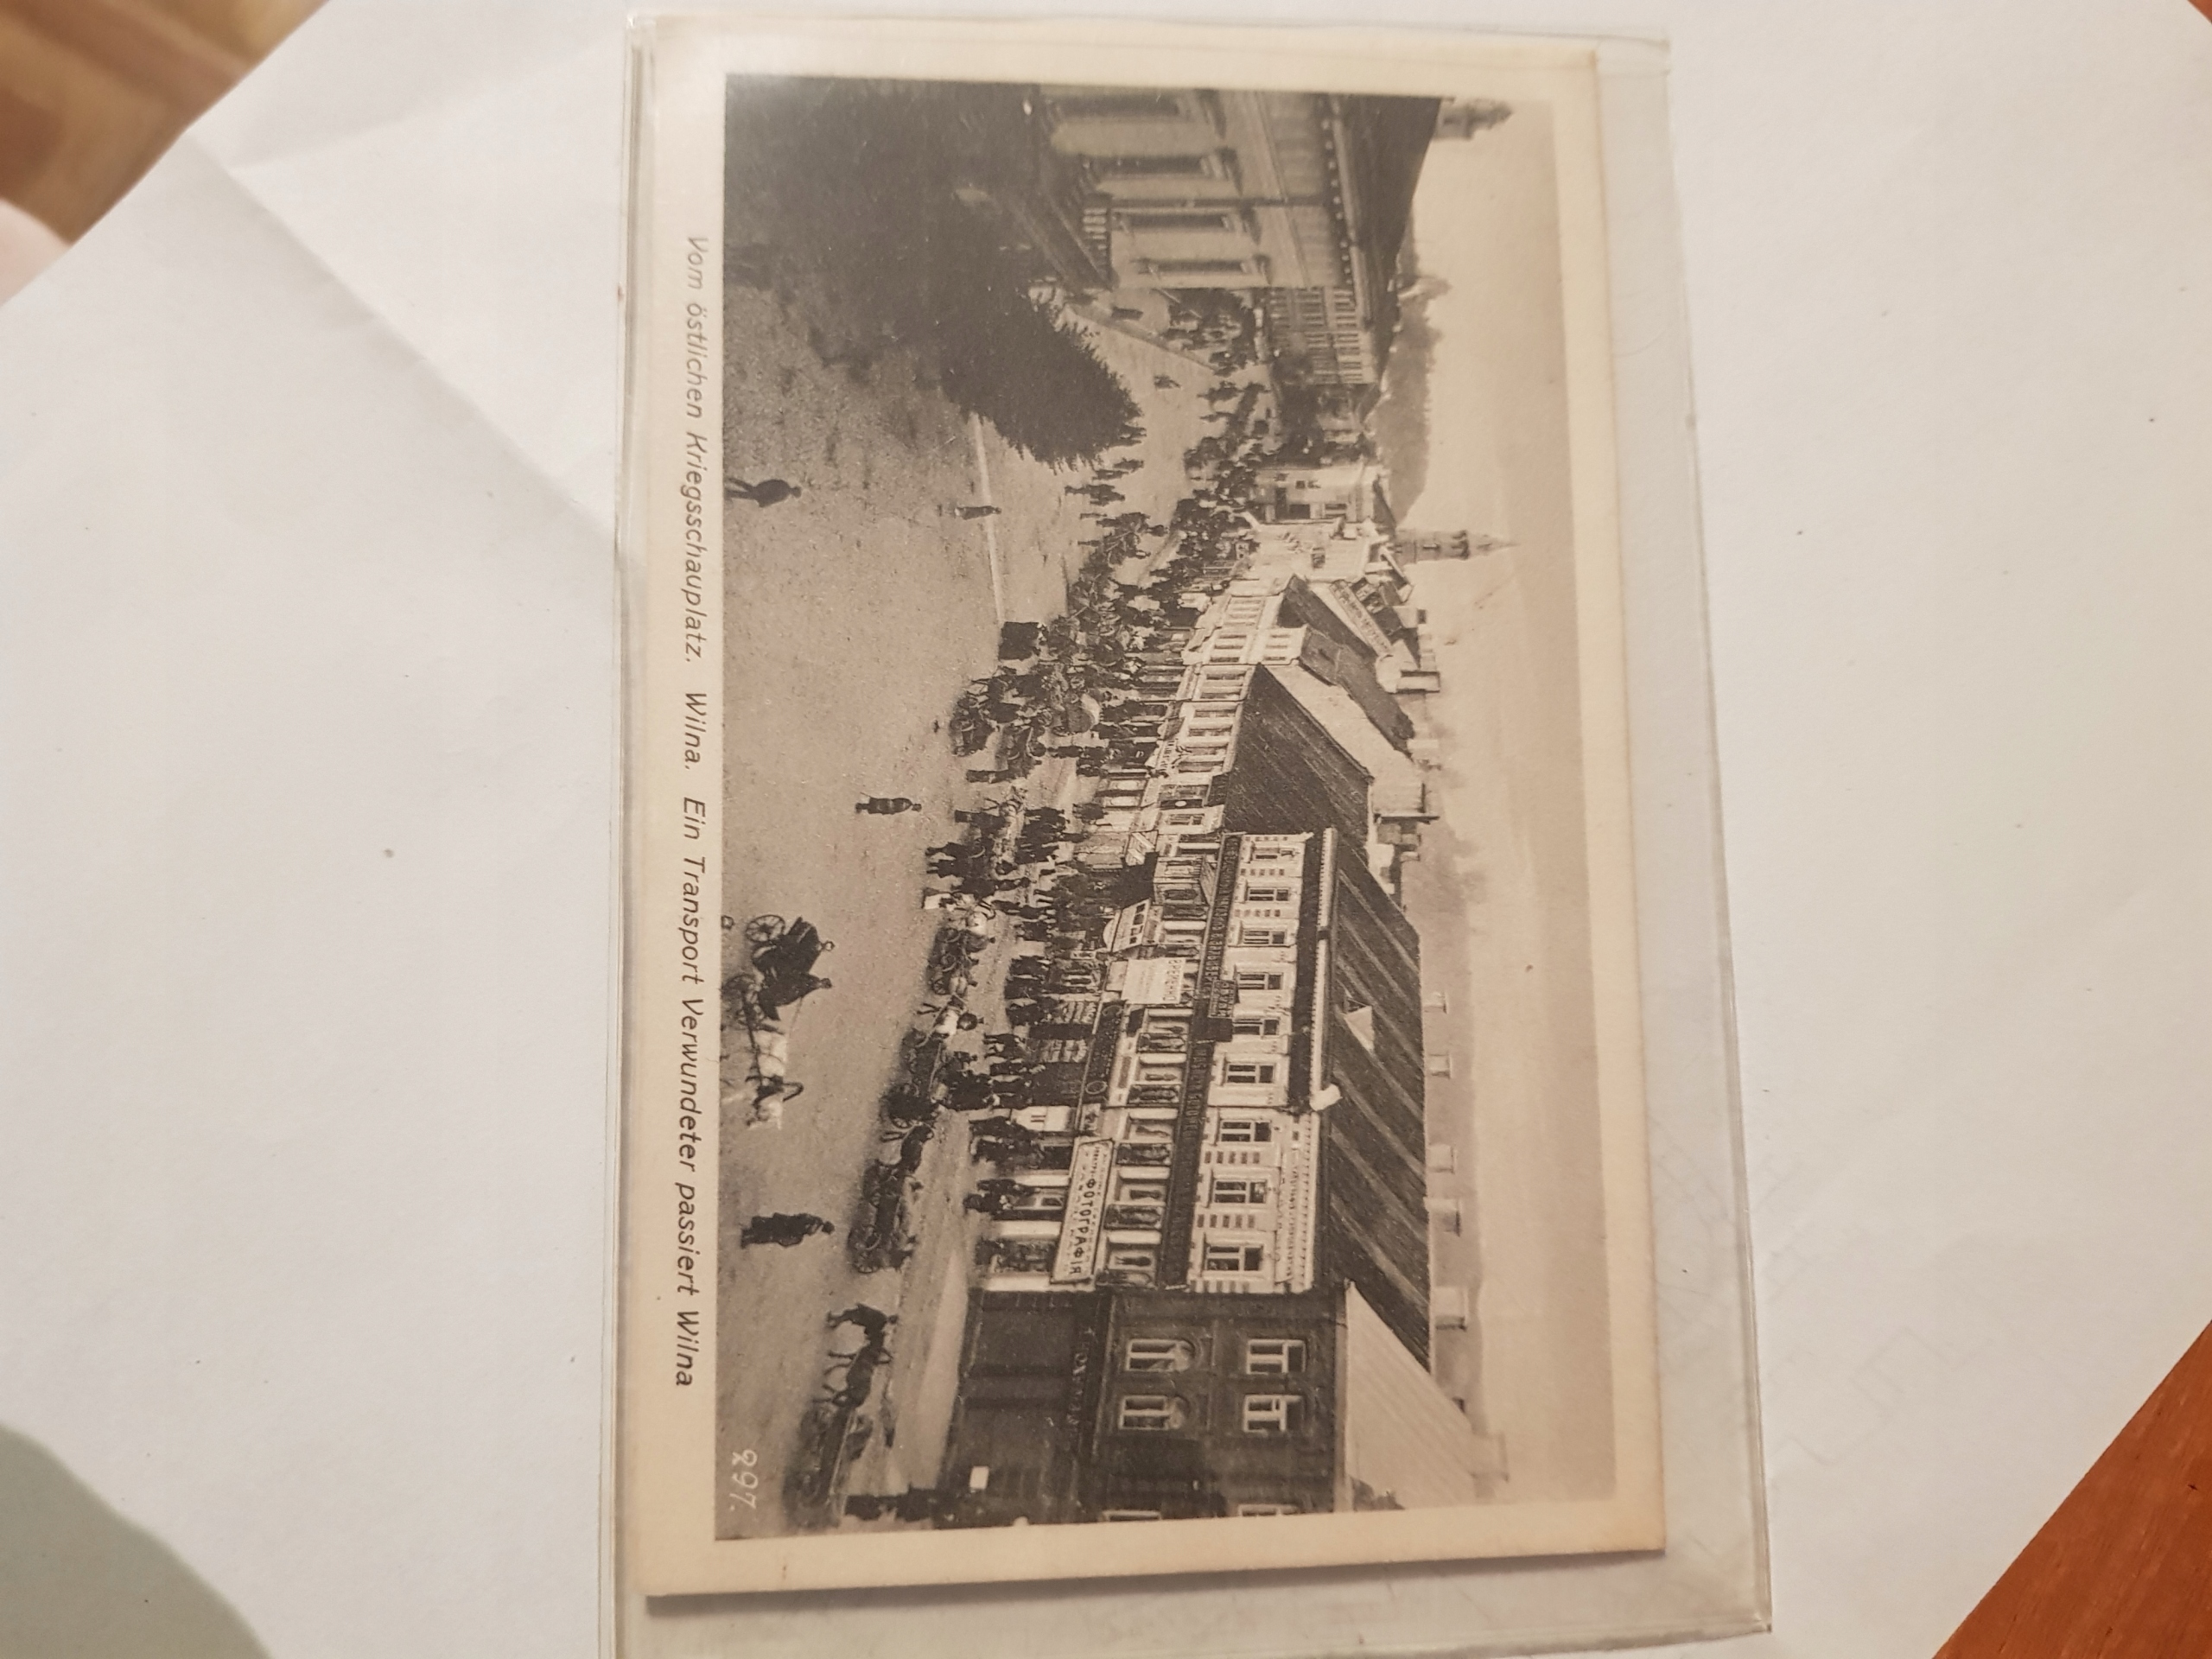 ФОТОГРАФІЯ
297.
Vom östlichen Kriegsschauplatz. Wilna. Ein Transport Verwundeter passiert Wilna